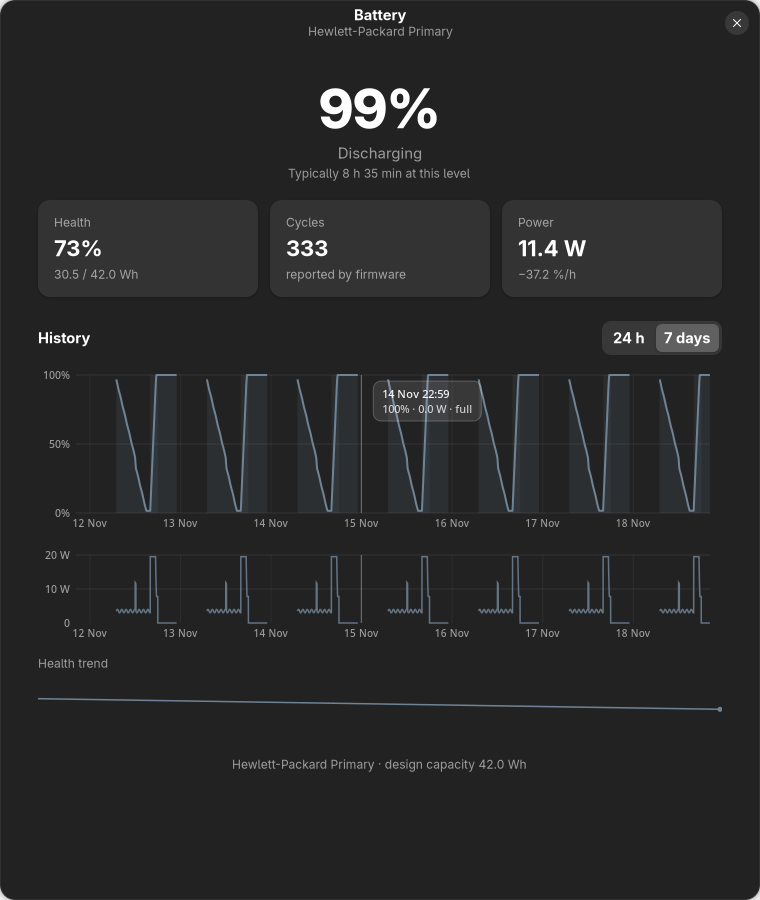 Battery
Hewlett-Packard Primary
99%
Discharging
Typically 8 h 35 min at this level
Health
73%
30.5 / 42.0 Wh
Cycles
333
reported by firmware
Power
11.4 W
−37.2 %/h
History
24 h
7 days
100%
50%
0%
14 Nov 22:59
100% · 0.0 W · full
12 Nov 13 Nov 14 Nov 15 Nov 16 Nov 17 Nov 18 Nov
20 W
10 W
0
12 Nov 13 Nov 14 Nov 15 Nov 16 Nov 17 Nov 18 Nov
Health trend
Hewlett-Packard Primary · design capacity 42.0 Wh